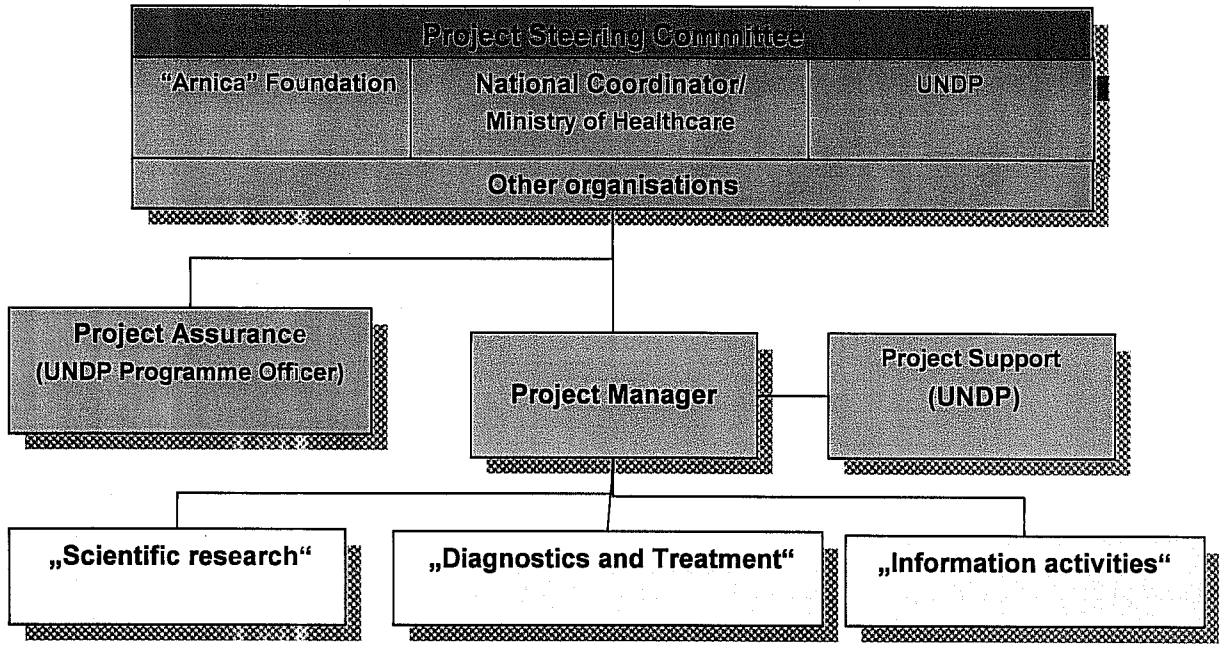 Project Steering Committee
"Arnica" Foundation
National Coordinator/
Ministry of Healthcare
UNDP
Other organisations
Project Assurance
(UNDP Programme Officer)
Project Manager
Project Support
(UNDP)
„Scientific research“
„Diagnostics and Treatment“
„Information activities“